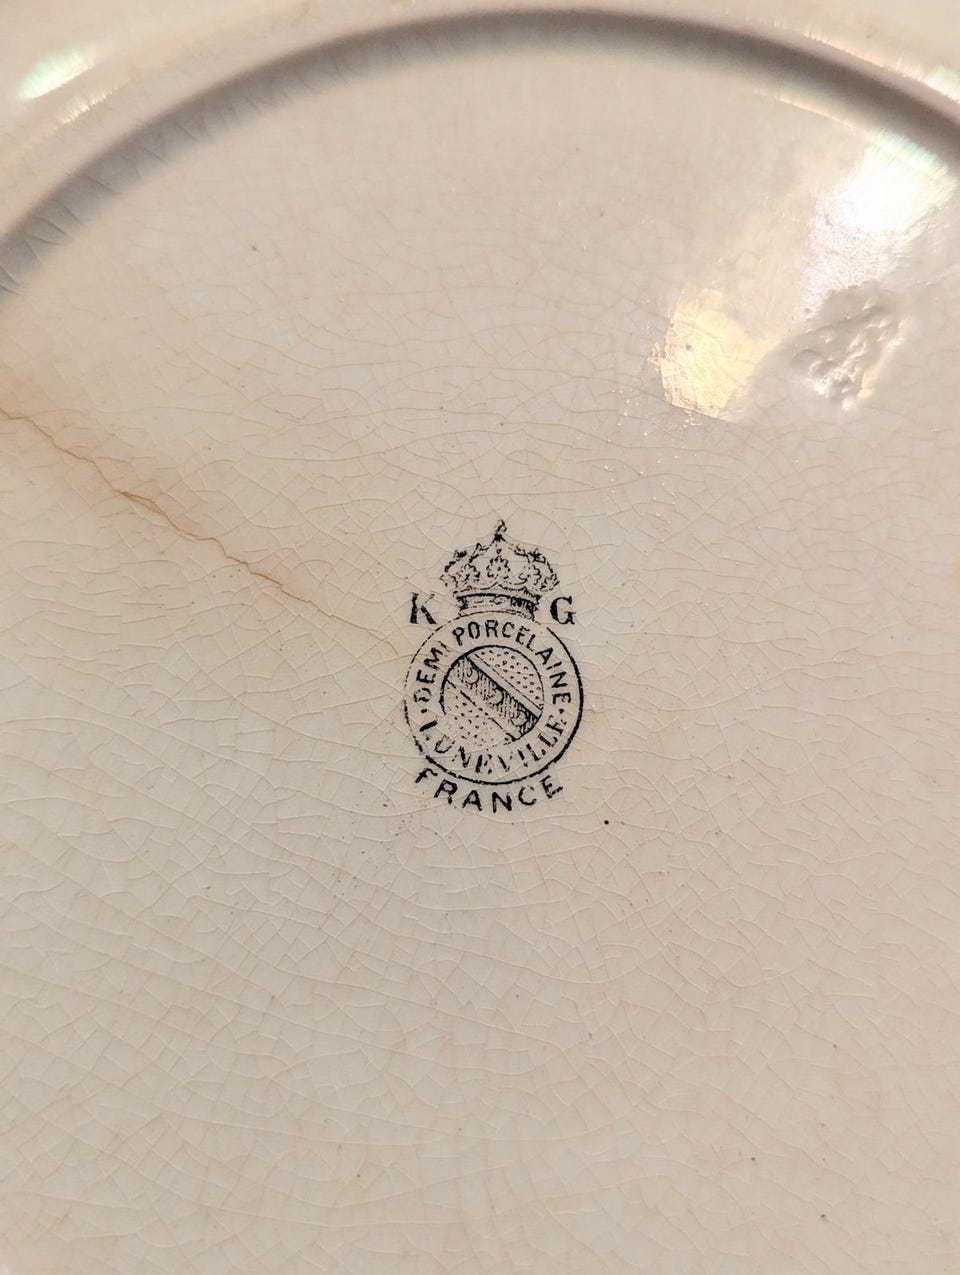 K G
DEMI PORCELAINE
LUNEVILLE
FRANCE